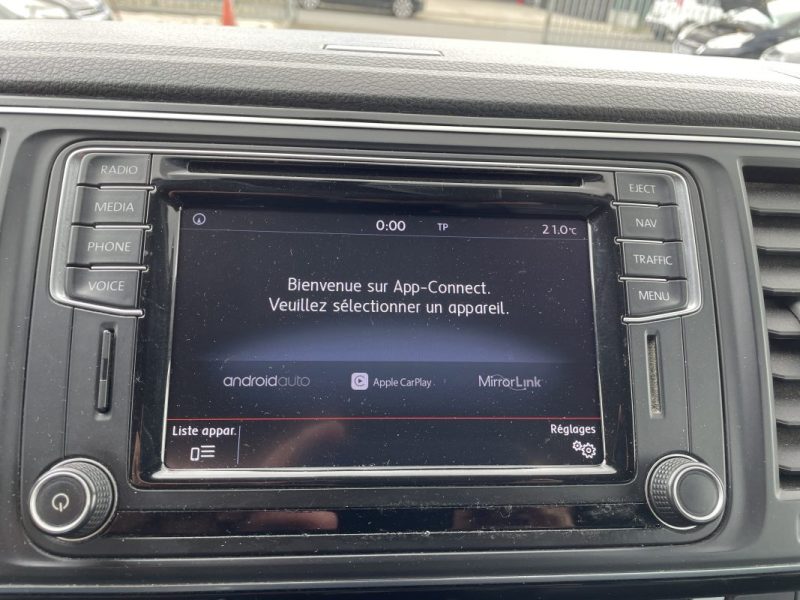 RADIO
MEDIA
PHONE
VOICE
EJECT
NAV
TRAFFIC
MENU
0:00 TP 21.0°C
Bienvenue sur App-Connect.
Veuillez sélectionner un appareil.
androidauto Apple CarPlay MirrorLink
Liste appar. Réglages